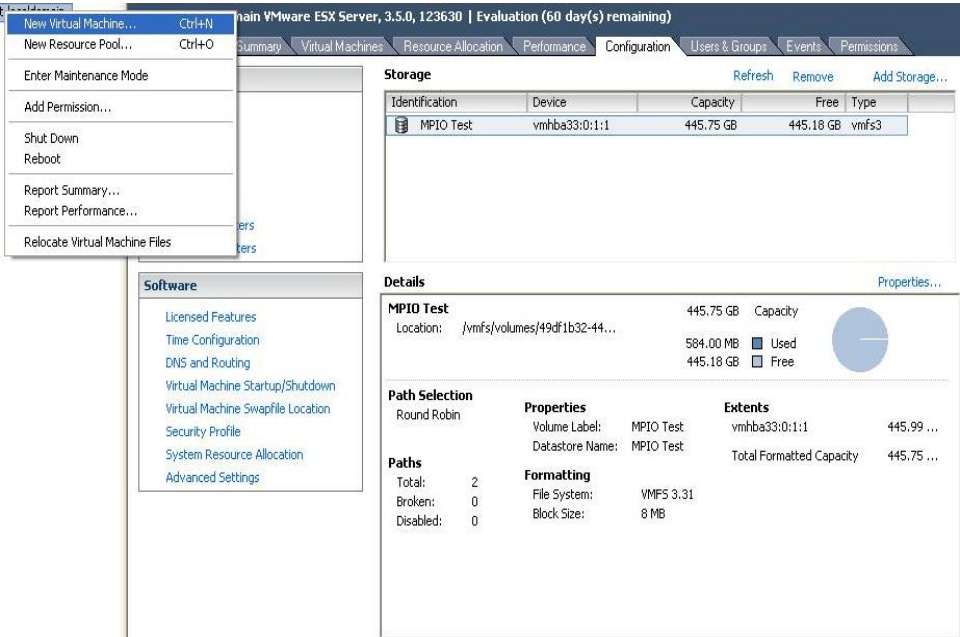 localdomain
main VMware ESX Server, 3.5.0, 123630 | Evaluation (60 day(s) remaining)
New Virtual Machine... Ctrl+N
New Resource Pool... Ctrl+O
Enter Maintenance Mode
Add Permission...
Shut Down
Reboot
Report Summary...
Report Performance...
Relocate Virtual Machine Files
Summary Virtual Machines Resource Allocation Performance Configuration Users & Groups Events Permissions
ers
ters
Software
Licensed Features
Time Configuration
DNS and Routing
Virtual Machine Startup/Shutdown
Virtual Machine Swapfile Location
Security Profile
System Resource Allocation
Advanced Settings
Storage Refresh Remove Add Storage...
Identification Device Capacity Free Type
MPIO Test vmhba33:0:1:1 445.75 GB 445.18 GB vmfs3
Details Properties...
MPIO Test 445.75 GB Capacity
Location: /vmfs/volumes/49df1b32-44...
584.00 MB Used
445.18 GB Free
Path Selection
Round Robin
Paths
Total: 2
Broken: 0
Disabled: 0
Properties
Volume Label: MPIO Test
Datastore Name: MPIO Test
Formatting
File System: VMFS 3.31
Block Size: 8 MB
Extents
vmhba33:0:1:1 445.99 ...
Total Formatted Capacity 445.75 ...